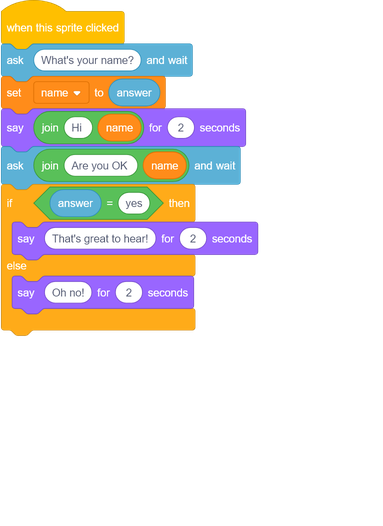 when this sprite clicked
ask What's your name? and wait
set name to answer
say join Hi name for 2 seconds
ask join Are you OK name and wait
if answer = yes then
say That's great to hear! for 2 seconds
else
say Oh no! for 2 seconds